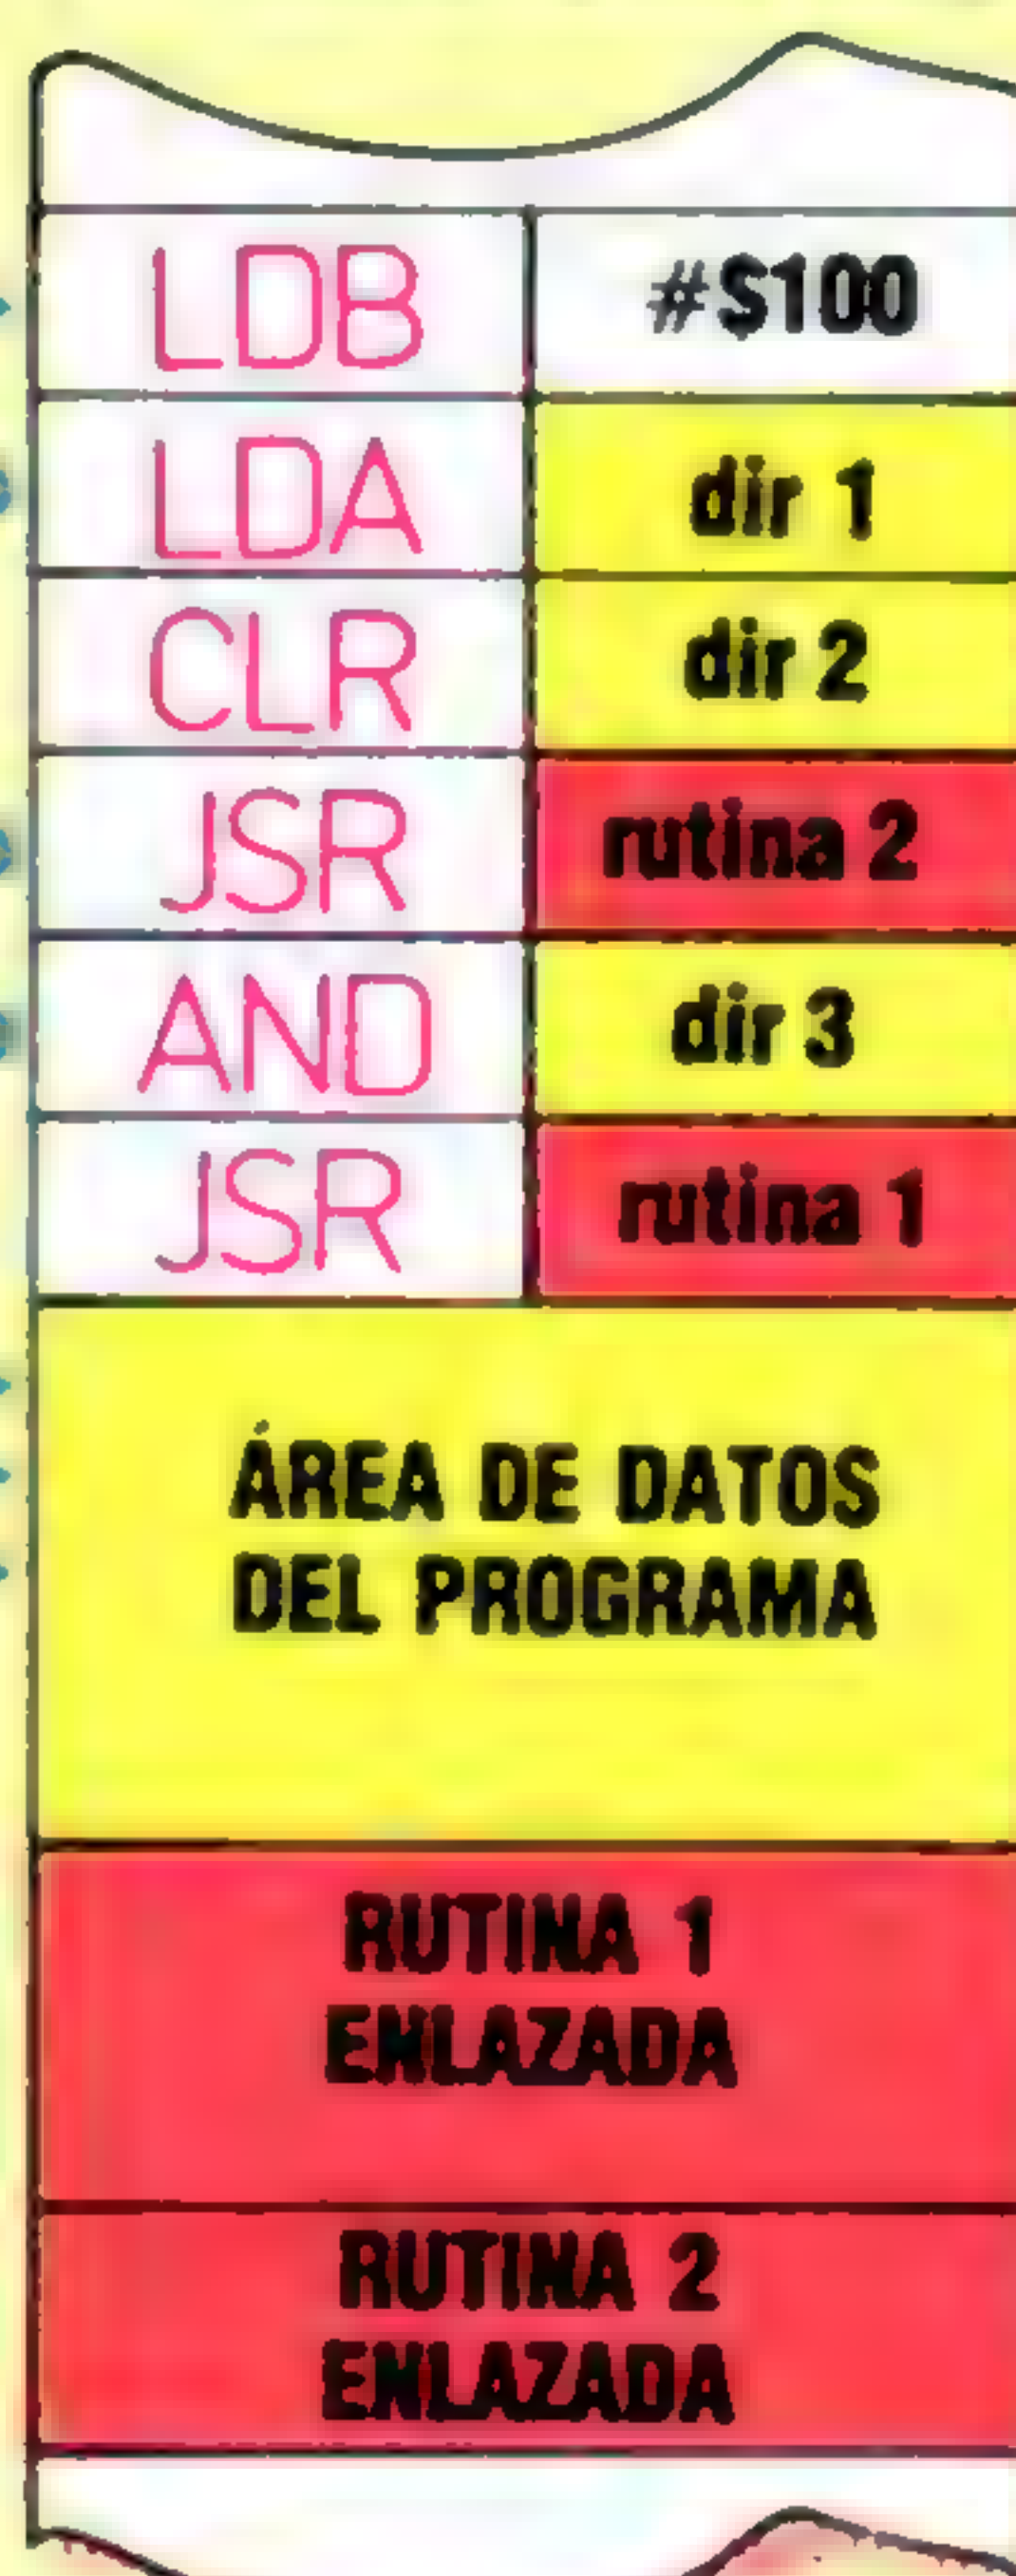 LDB #$100
LDA dir 1
CLR dir 2
JSR rutina 2
AND dir 3
JSR rutina 1
ÁREA DE DATOS
DEL PROGRAMA
RUTINA 1
ENLAZADA
RUTINA 2
ENLAZADA